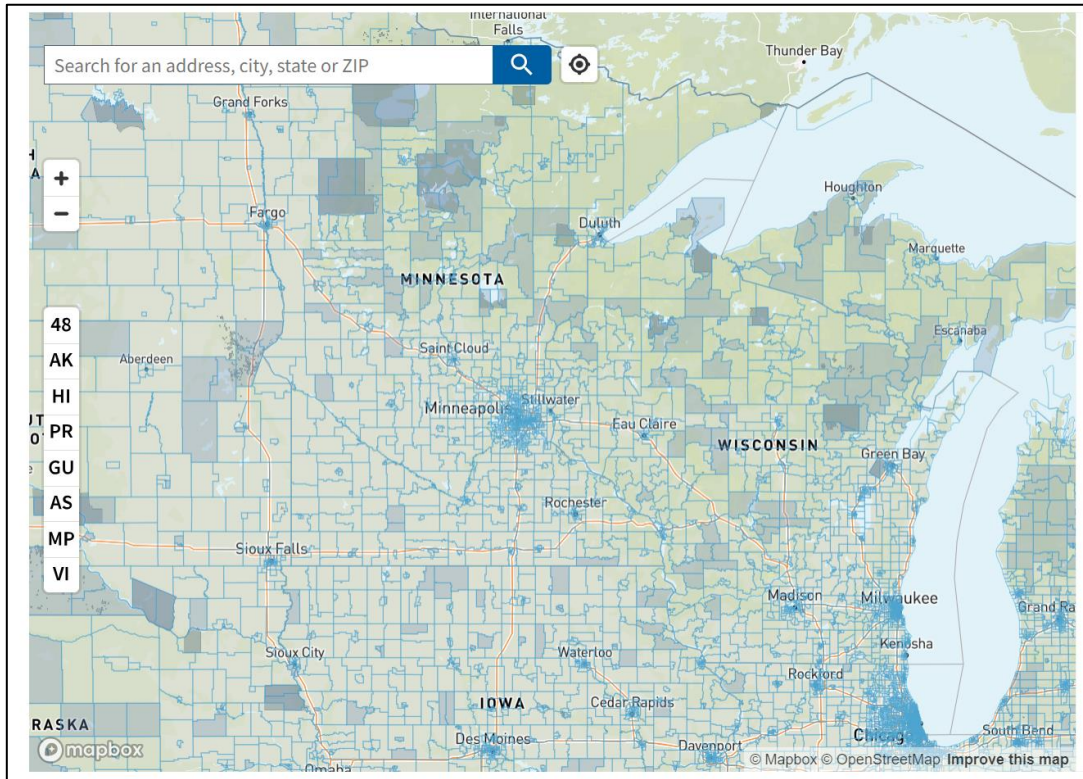 International
Falls
Thunder Bay
Search for an address, city, state or ZIP
Grand Forks
H
A
+
−
Houghton
Fargo
Duluth
Marquette
MINNESOTA
48
Escanaba
Saint Cloud
AK
Aberdeen
HI
Stillwater
Minneapolis
Eau Claire
PR
WISCONSIN
Green Bay
GU
AS
Rochester
MP
Sioux Falls
VI
Madison
Milwaukee
Grand Ra
Kenosha
Sioux City
Waterloo
Rockford
IOWA
Cedar Rapids
RASKA
Des Moines
Chicag
South Bend
mapbox
Davenport
© Mapbox © OpenStreetMap Improve this map
Omaha